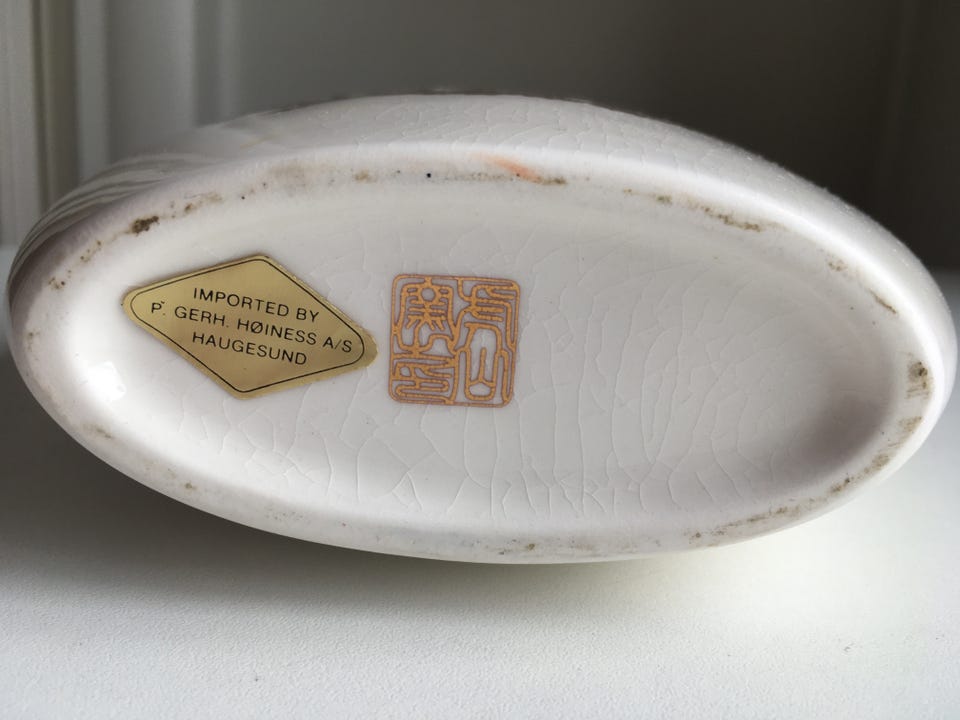 IMPORTED BY
P. GERH. HØINESS A/S
HAUGESUND